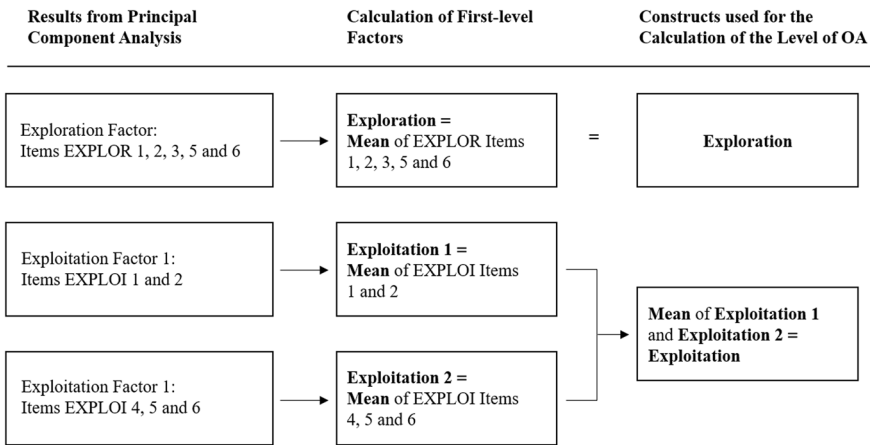 Results from Principal
Component Analysis
Calculation of First-level
Factors
Constructs used for the
Calculation of the Level of OA
Exploration Factor:
Items EXPLOR 1, 2, 3, 5 and 6
Exploration =
Mean of EXPLOR Items
1, 2, 3, 5 and 6
=
Exploration
Exploitation Factor 1:
Items EXPLOI 1 and 2
Exploitation 1 =
Mean of EXPLOI Items
1 and 2
Mean of Exploitation 1
and Exploitation 2 =
Exploitation
Exploitation Factor 1:
Items EXPLOI 4, 5 and 6
Exploitation 2 =
Mean of EXPLOI Items
4, 5 and 6